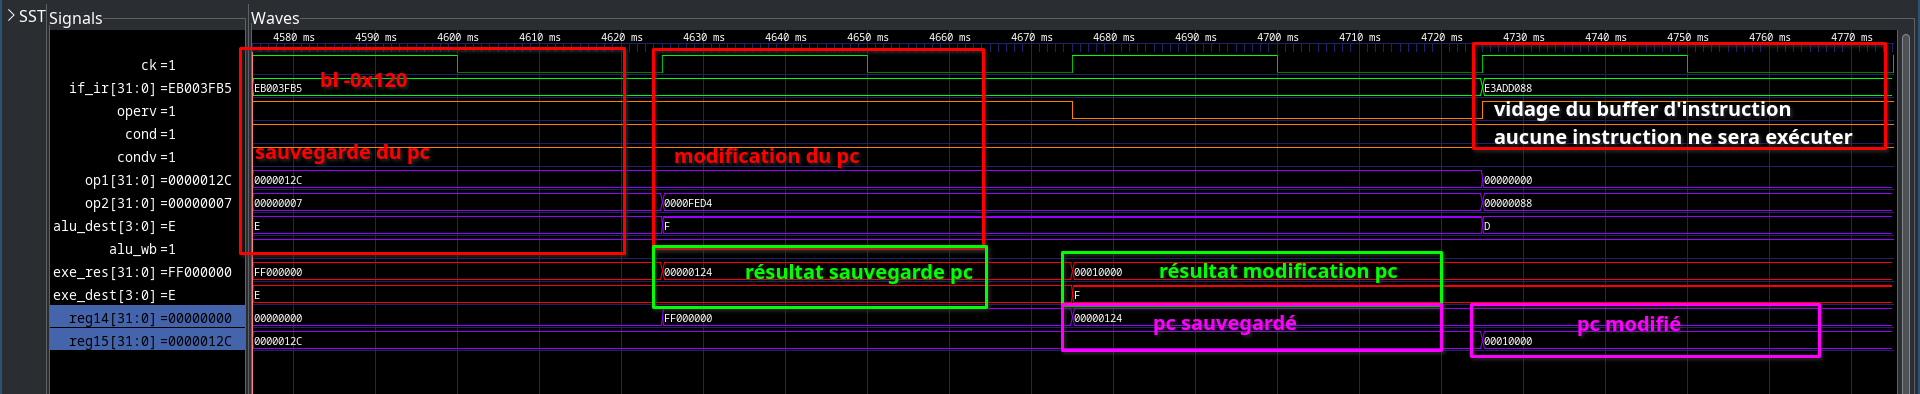 SST
Signals
Waves
4580 ms 4590 ms 4600 ms 4610 ms 4620 ms 4630 ms 4640 ms 4650 ms 4660 ms 4670 ms 4680 ms 4690 ms 4700 ms 4710 ms 4720 ms 4730 ms 4740 ms 4750 ms 4760 ms 4770 ms
ck =1
bl -0x120
if_ir[31:0] =EB003FB5 EB003FB5 E3ADD088
operv =1
vidage du buffer d'instruction
cond =1
aucune instruction ne sera exécuter
condv =1
sauvegarde du pc
modification du pc
op1[31:0] =0000012C 0000012C 00000000
op2[31:0] =00000007 00000007 0000FED4 00000088
alu_dest[3:0] =E E F D
alu_wb =1
exe_res[31:0] =FF000000 FF000000 00000124 résultat sauvegarde pc 00010000 résultat modification pc
exe_dest[3:0] =E E F
reg14[31:0] =00000000 00000000 FF000000 00000124 pc sauvegardé pc modifié
reg15[31:0] =0000012C 0000012C 00010000